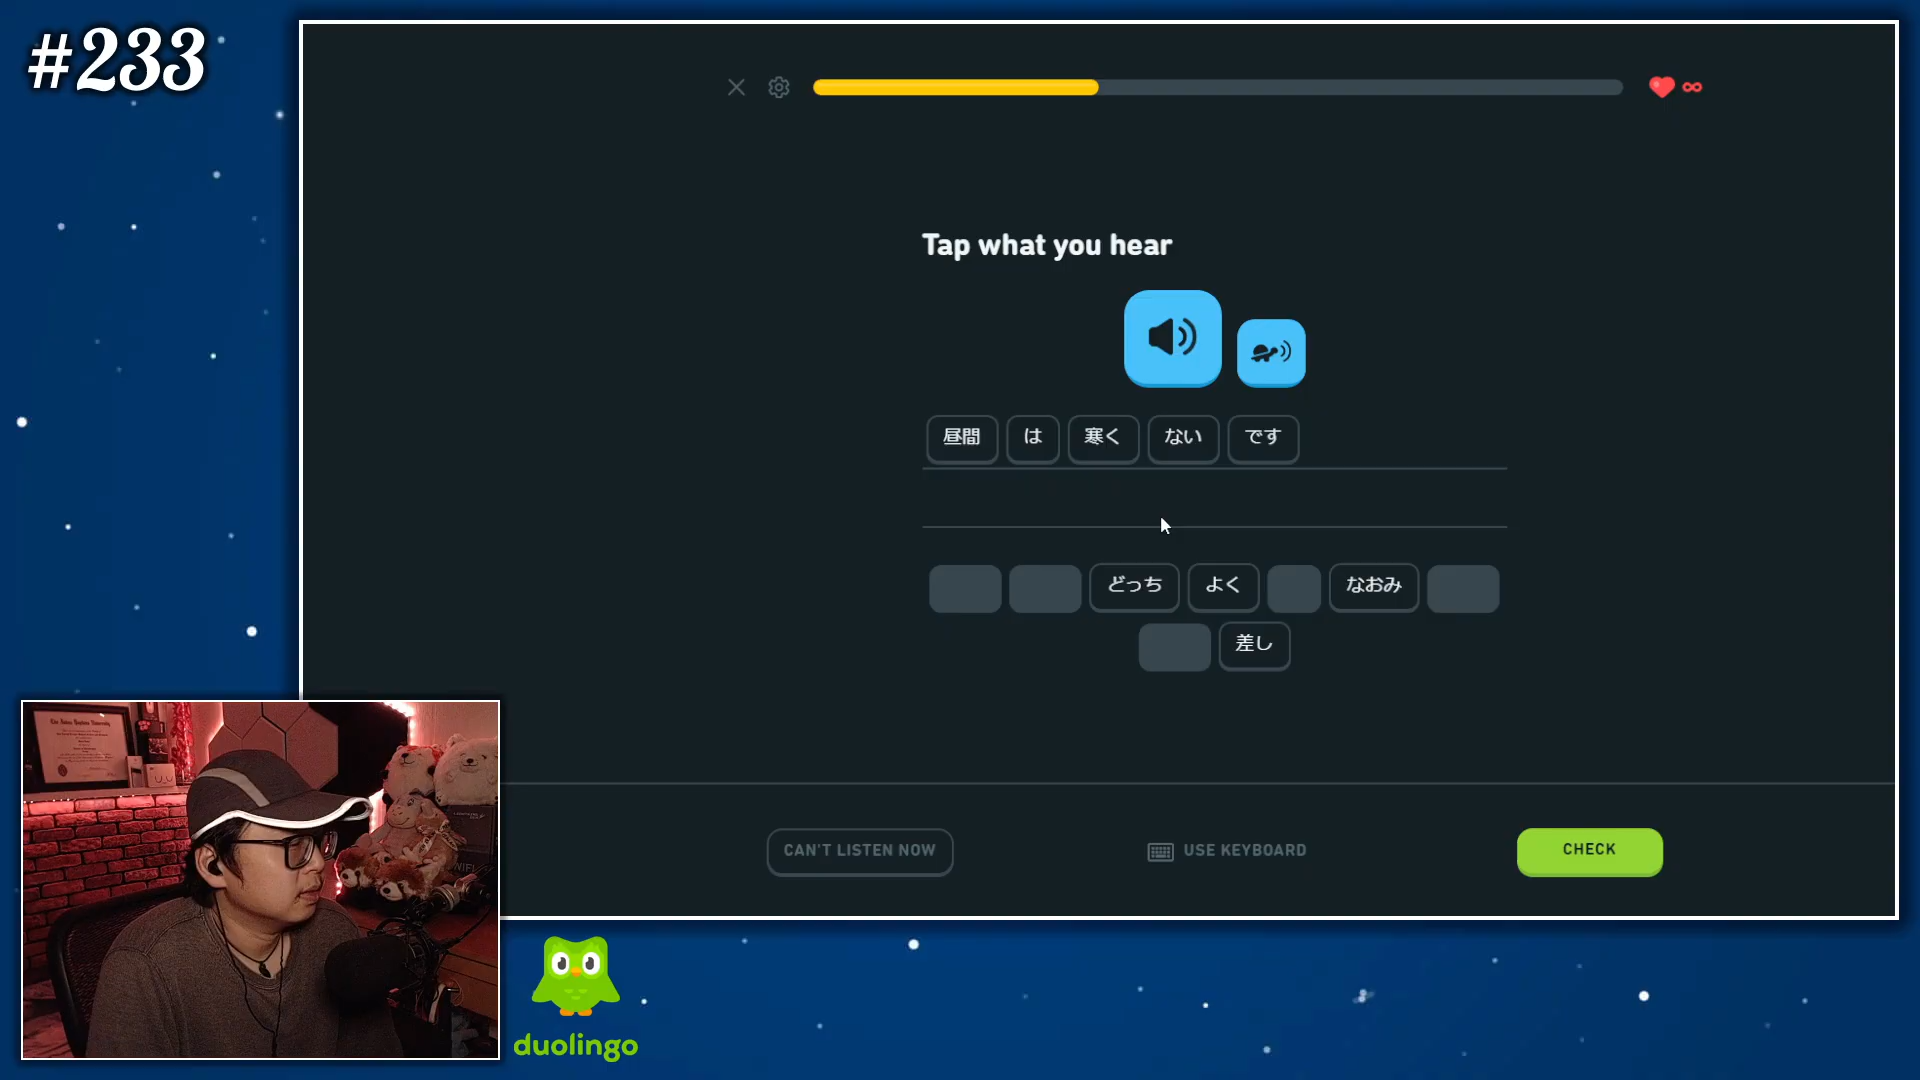 #233
∞
Tap what you hear
昼間 は 寒く ない です
どっち よく なおみ
差し
CAN'T LISTEN NOW
USE KEYBOARD
CHECK
duolingo